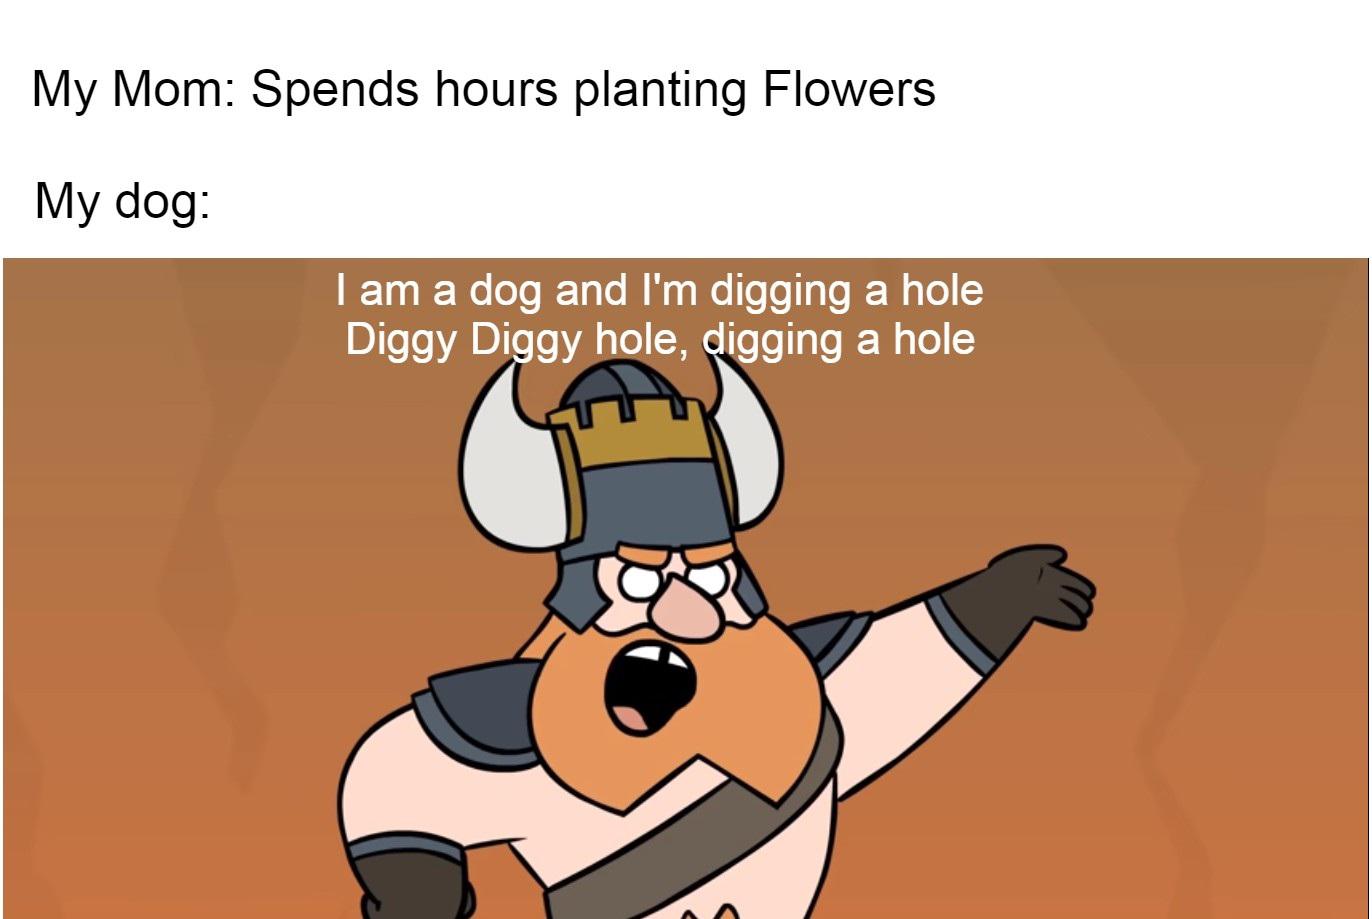 My Mom: Spends hours planting Flowers
My dog:
I am a dog and I'm digging a hole
Diggy Diggy hole, digging a hole